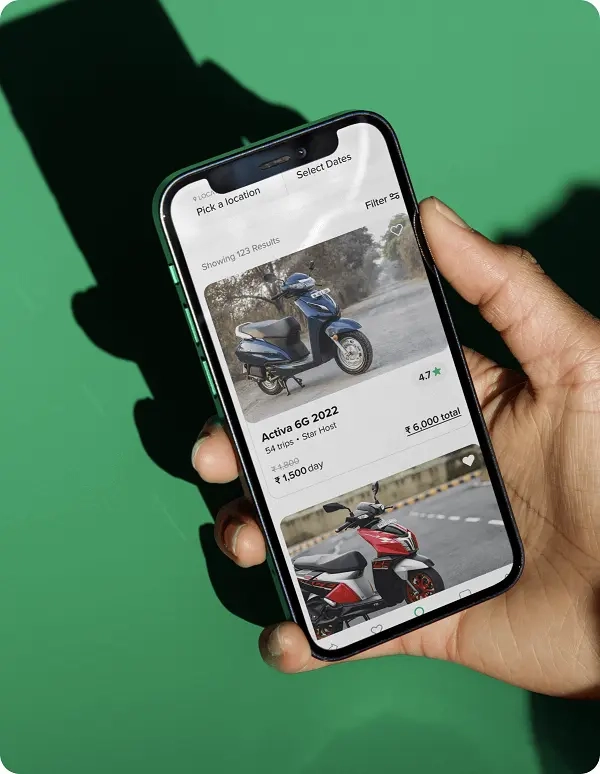 Pick a location
Select Dates
Filter
Showing 123 Results
4.7
Activa 6G 2022
54 trips • Star Host
₹ 1,800
₹ 1,500 day
₹ 6,000 total